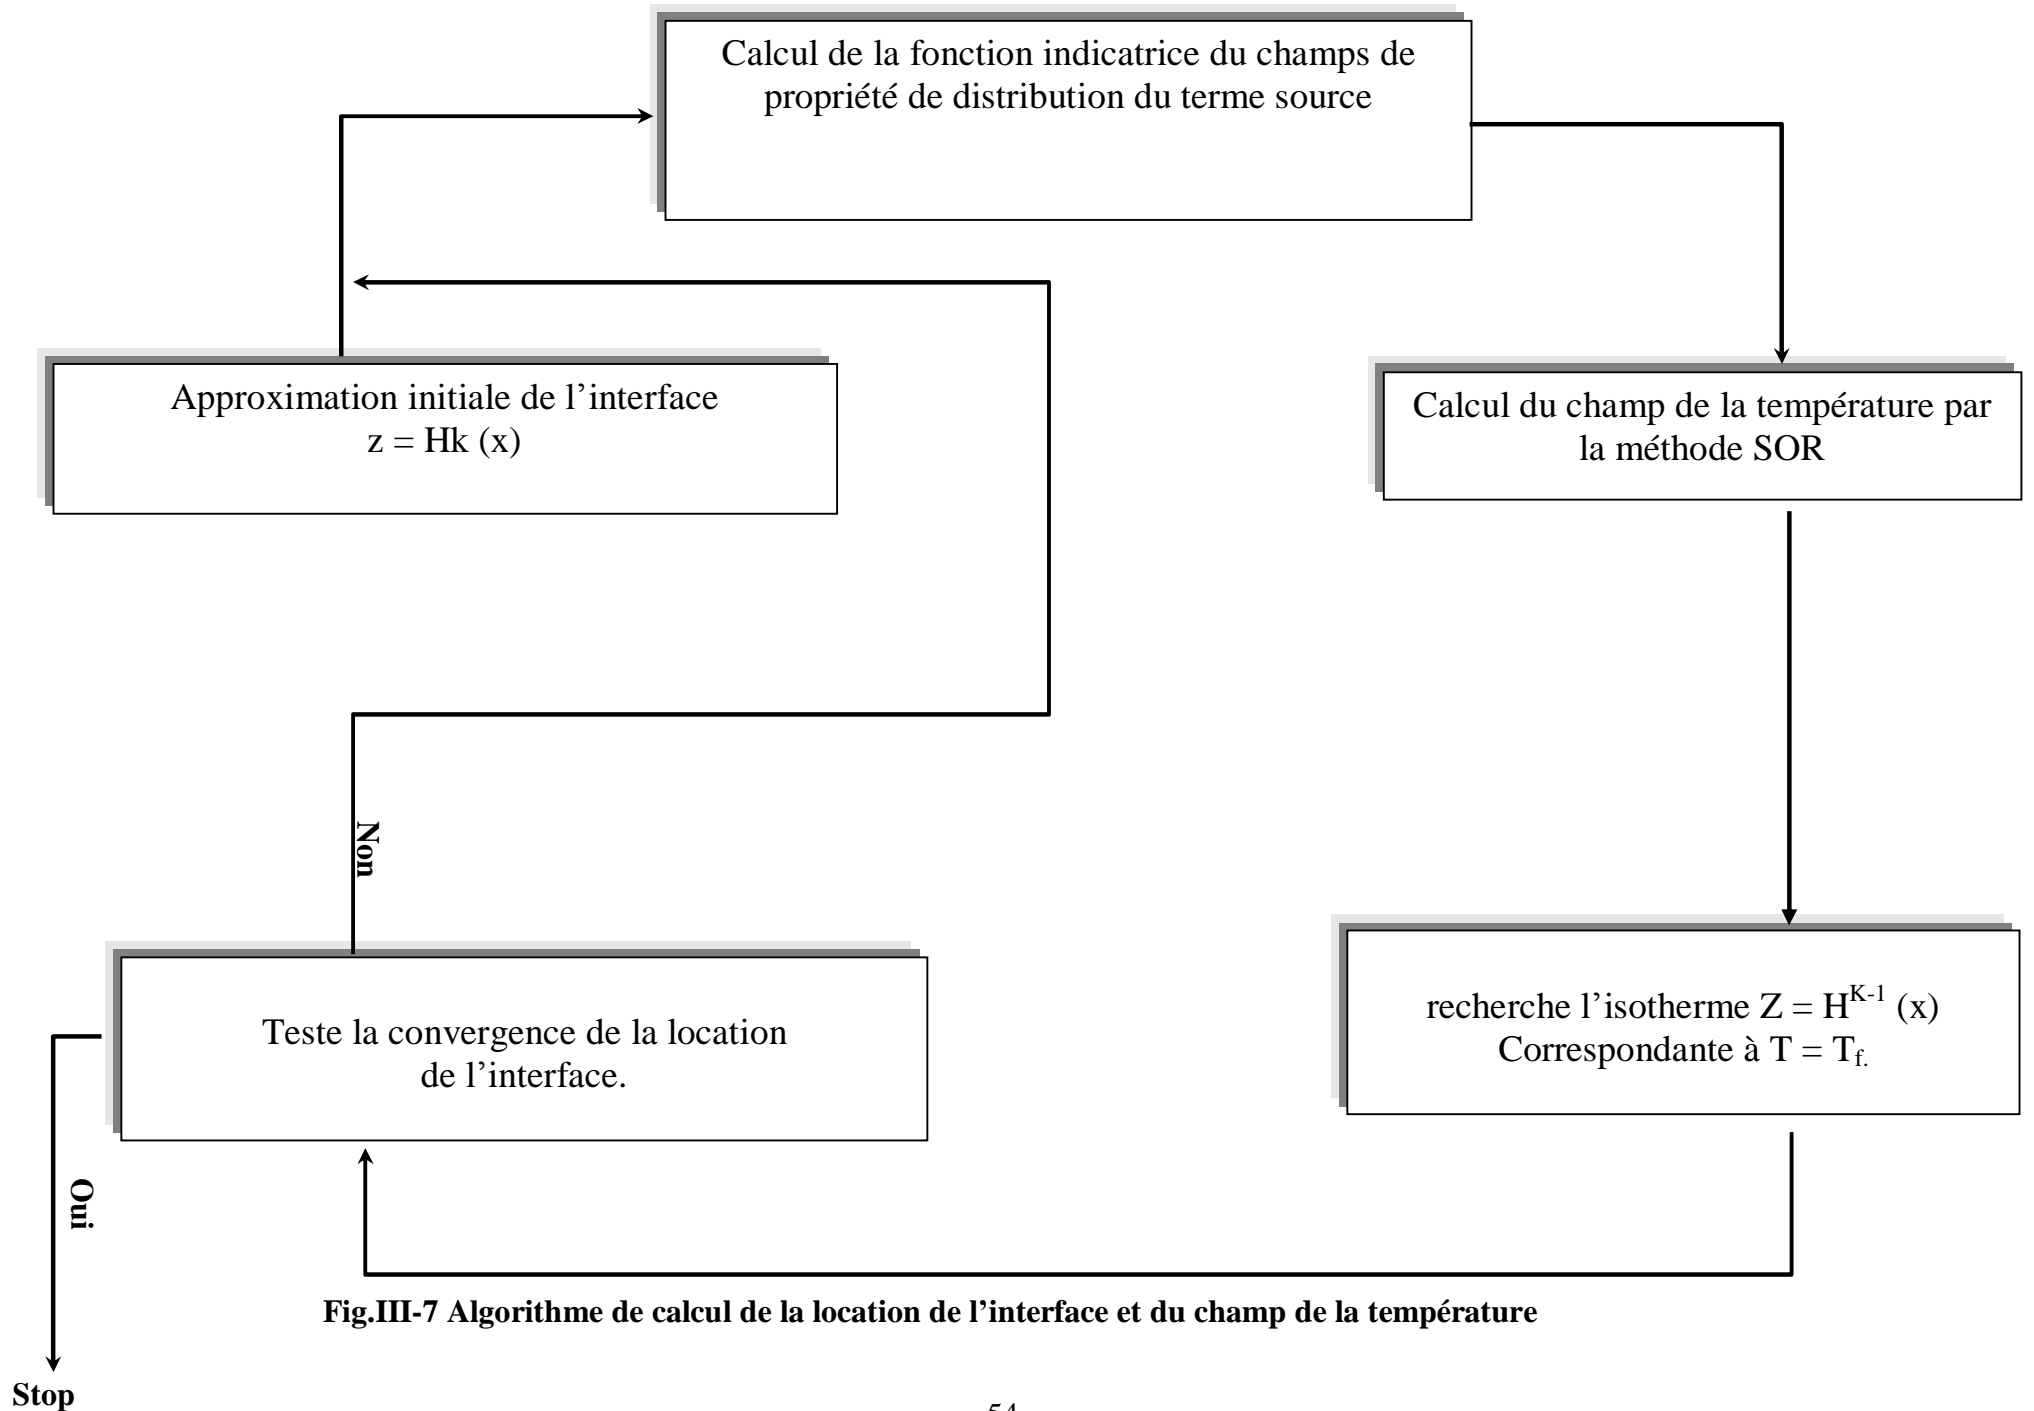 Calcul de la fonction indicatrice du champs de
propriété de distribution du terme source
Approximation initiale de l’interface
z = Hk (x)
Calcul du champ de la température par
la méthode SOR
Non
recherche l’isotherme Z = H^{K-1} (x)
Correspondante à T = T_{f.}
Teste la convergence de la location
de l’interface.
Oui
Fig.III-7 Algorithme de calcul de la location de l’interface et du champ de la température
Stop
54